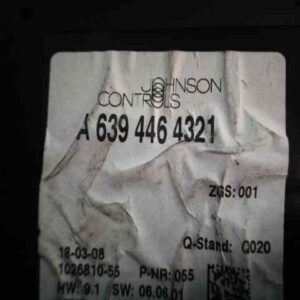 JOHNSON
CONTROLS
A 639 446 4321
ZGS: 001
Q-Stand: Q020
18-03-08
1026810-55 P-NR: 055
HW: 9.1 SW: 06.06.01